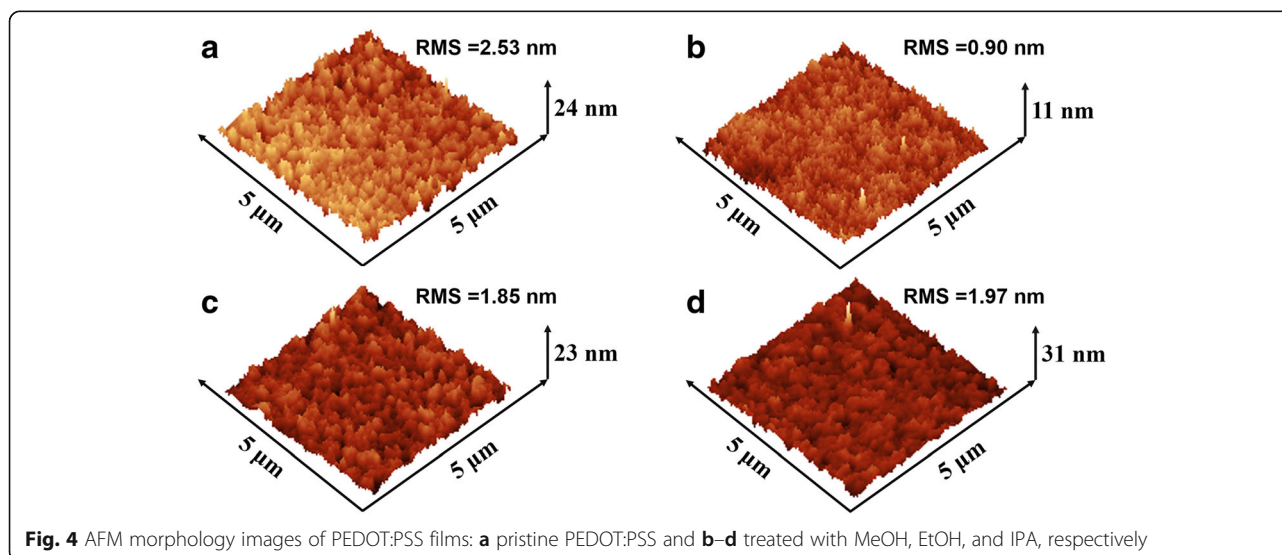 a RMS =2.53 nm
24 nm
5 μm
5 μm
b RMS =0.90 nm
11 nm
5 μm
5 μm
c RMS =1.85 nm
23 nm
5 μm
5 μm
d RMS =1.97 nm
31 nm
5 μm
5 μm
Fig. 4 AFM morphology images of PEDOT:PSS films: a pristine PEDOT:PSS and b–d treated with MeOH, EtOH, and IPA, respectively